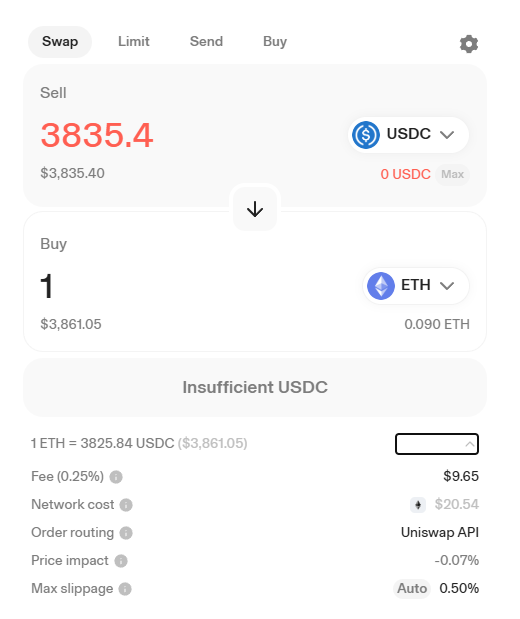 Swap Limit Send Buy
Sell
3835.4 USDC
$3,835.40 0 USDC Max
Buy
1 ETH
$3,861.05 0.090 ETH
Insufficient USDC
1 ETH = 3825.84 USDC ($3,861.05)
Fee (0.25%) $9.65
Network cost $20.54
Order routing Uniswap API
Price impact -0.07%
Max slippage Auto 0.50%